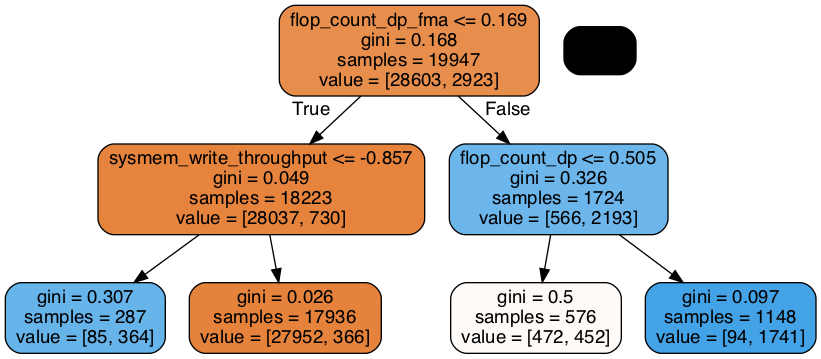 flop_count_dp_fma <= 0.169
gini = 0.168
samples = 19947
value = [28603, 2923]
True
False
sysmem_write_throughput <= -0.857
gini = 0.049
samples = 18223
value = [28037, 730]
flop_count_dp <= 0.505
gini = 0.326
samples = 1724
value = [566, 2193]
gini = 0.307
samples = 287
value = [85, 364]
gini = 0.026
samples = 17936
value = [27952, 366]
gini = 0.5
samples = 576
value = [472, 452]
gini = 0.097
samples = 1148
value = [94, 1741]